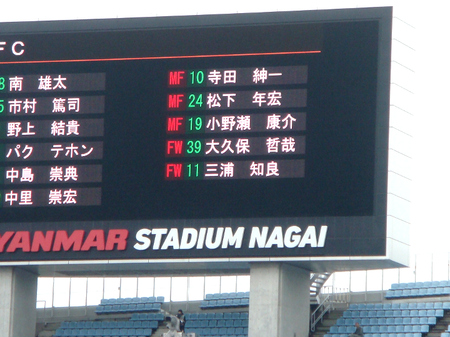 FC
8 南 雄太
5 市村 篤司
野上 結貴
パク テホン
中島 崇典
中里 崇宏
MF 10 寺田 紳一
MF 24 松下 年宏
MF 19 小野瀬 康介
FW 39 大久保 哲哉
FW 11 三浦 知良
YANMAR STADIUM NAGAI